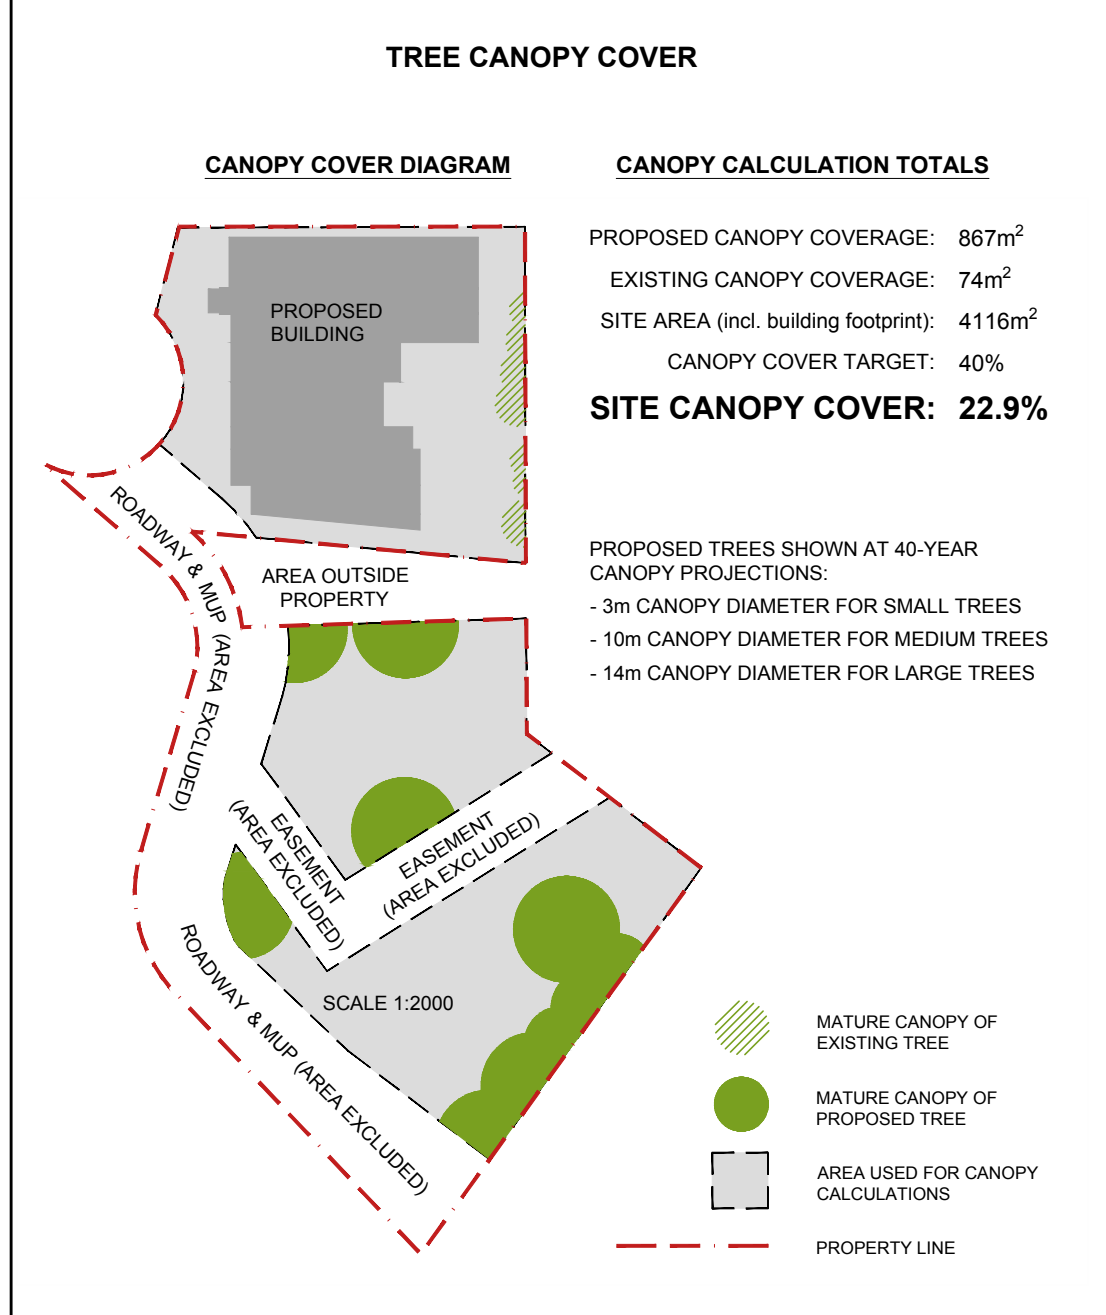 TREE CANOPY COVER
CANOPY COVER DIAGRAM
PROPOSED
BUILDING
ROADWAY & MUP (AREA EXCLUDED)
AREA OUTSIDE
PROPERTY
EASEMENT
(AREA EXCLUDED)
EASEMENT
(AREA EXCLUDED)
ROADWAY & MUP (AREA EXCLUDED)
SCALE 1:2000
CANOPY CALCULATION TOTALS
PROPOSED CANOPY COVERAGE: 867m²
EXISTING CANOPY COVERAGE: 74m²
SITE AREA (incl. building footprint): 4116m²
CANOPY COVER TARGET: 40%
SITE CANOPY COVER: 22.9%
PROPOSED TREES SHOWN AT 40-YEAR
CANOPY PROJECTIONS:
- 3m CANOPY DIAMETER FOR SMALL TREES
- 10m CANOPY DIAMETER FOR MEDIUM TREES
- 14m CANOPY DIAMETER FOR LARGE TREES
MATURE CANOPY OF
EXISTING TREE
MATURE CANOPY OF
PROPOSED TREE
AREA USED FOR CANOPY
CALCULATIONS
PROPERTY LINE